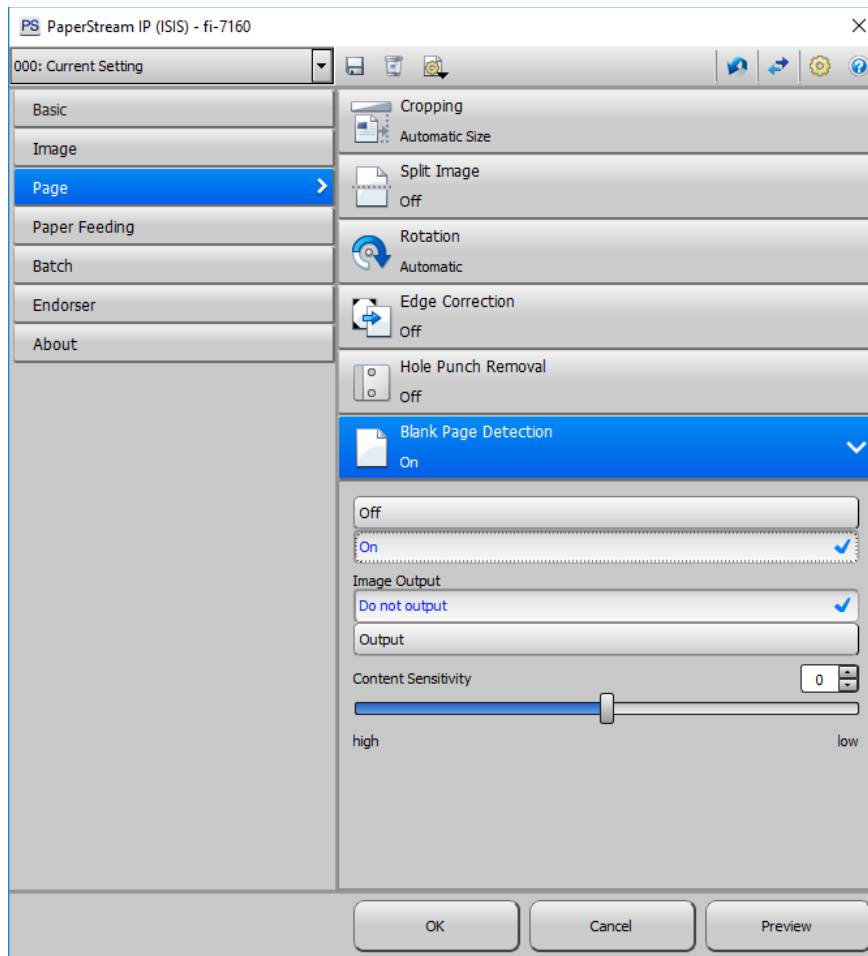 PS PaperStream IP (ISIS) - fi-7160
000: Current Setting
Basic
Image
Page
Paper Feeding
Batch
Endorser
About
Cropping
Automatic Size
Split Image
Off
Rotation
Automatic
Edge Correction
Off
Hole Punch Removal
Off
Blank Page Detection
On
Off
On
Image Output
Do not output
Output
Content Sensitivity 0
high low
OK Cancel Preview